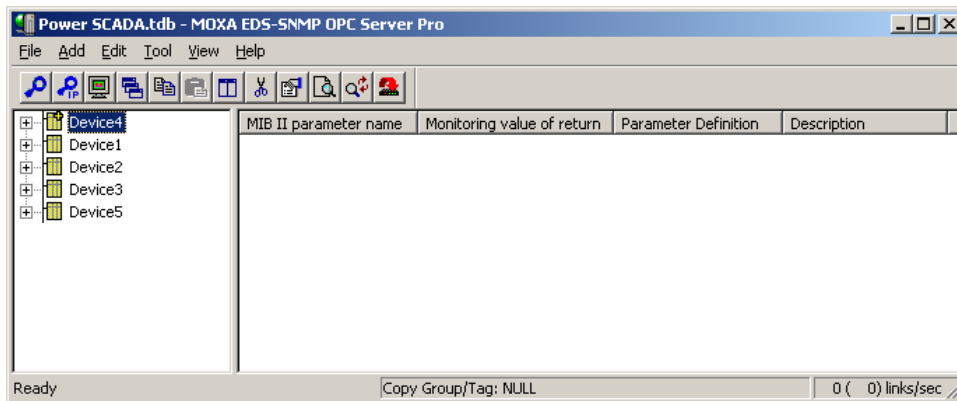 Power SCADA.tdb - MOXA EDS-SNMP OPC Server Pro
File Add Edit Tool View Help
IP
Device4
Device1
Device2
Device3
Device5
MIB II parameter name Monitoring value of return Parameter Definition Description
Ready Copy Group/Tag: NULL 0 ( 0) links/sec